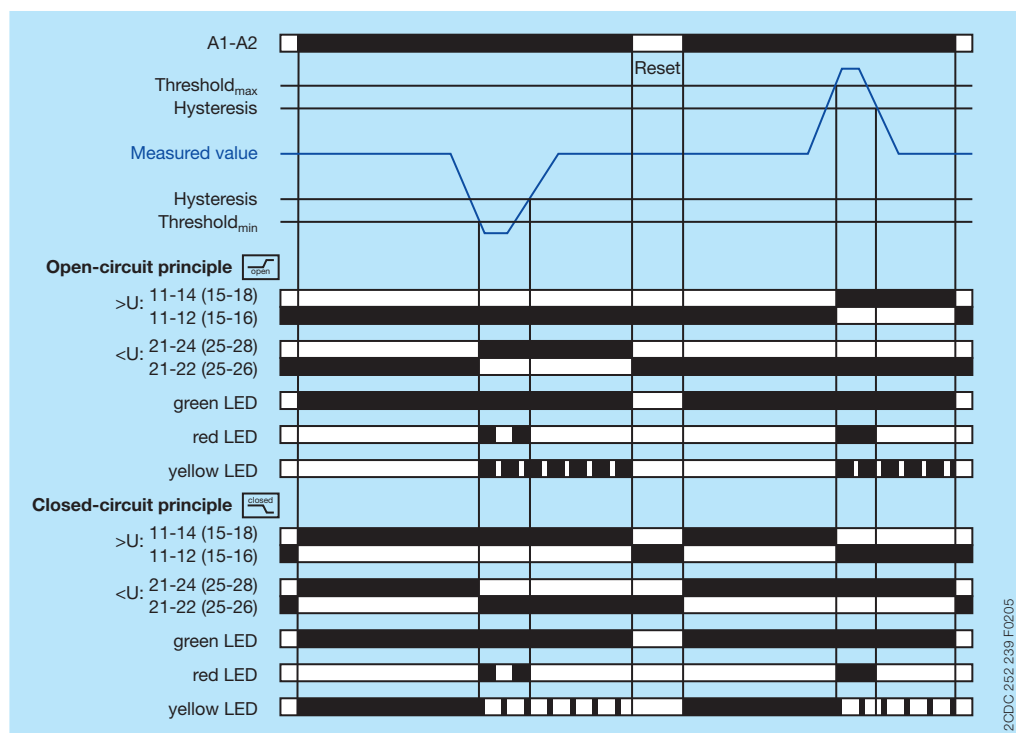 A1-A2
Reset
Threshold max
Hysteresis
Measured value
Hysteresis
Threshold min
Open-circuit principle open
>U: 11-14 (15-18)
11-12 (15-16)
<U: 21-24 (25-28)
21-22 (25-26)
green LED
red LED
yellow LED
Closed-circuit principle closed
>U: 11-14 (15-18)
11-12 (15-16)
<U: 21-24 (25-28)
21-22 (25-26)
green LED
red LED
yellow LED
2CDC 252 239 F0205